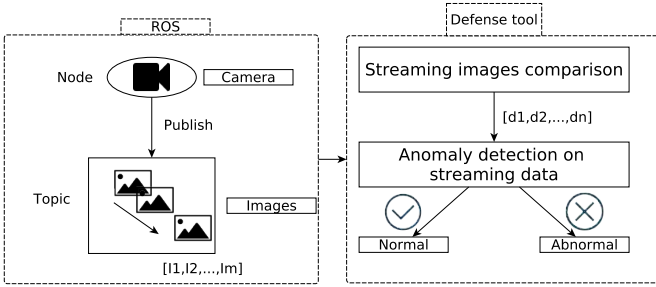 ROS
Node
Camera
Publish
Topic
Images
[I1,I2,...,Im]
Defense tool
Streaming images comparison
[d1,d2,...,dn]
Anomaly detection on
streaming data
Normal
Abnormal